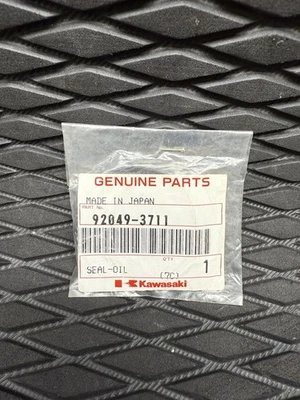 GENUINE PARTS
MADE IN JAPAN
PART NO.
92049-3711
QTY
SEAL-OIL 1
(7C)
Kawasaki